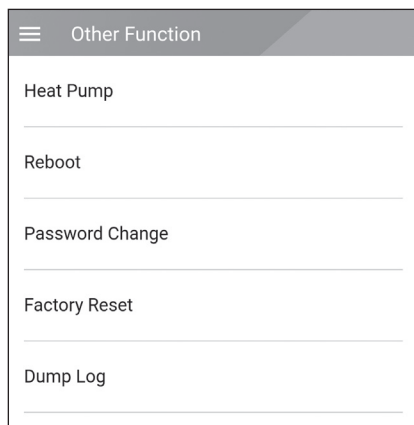 Other Function
Heat Pump
Reboot
Password Change
Factory Reset
Dump Log